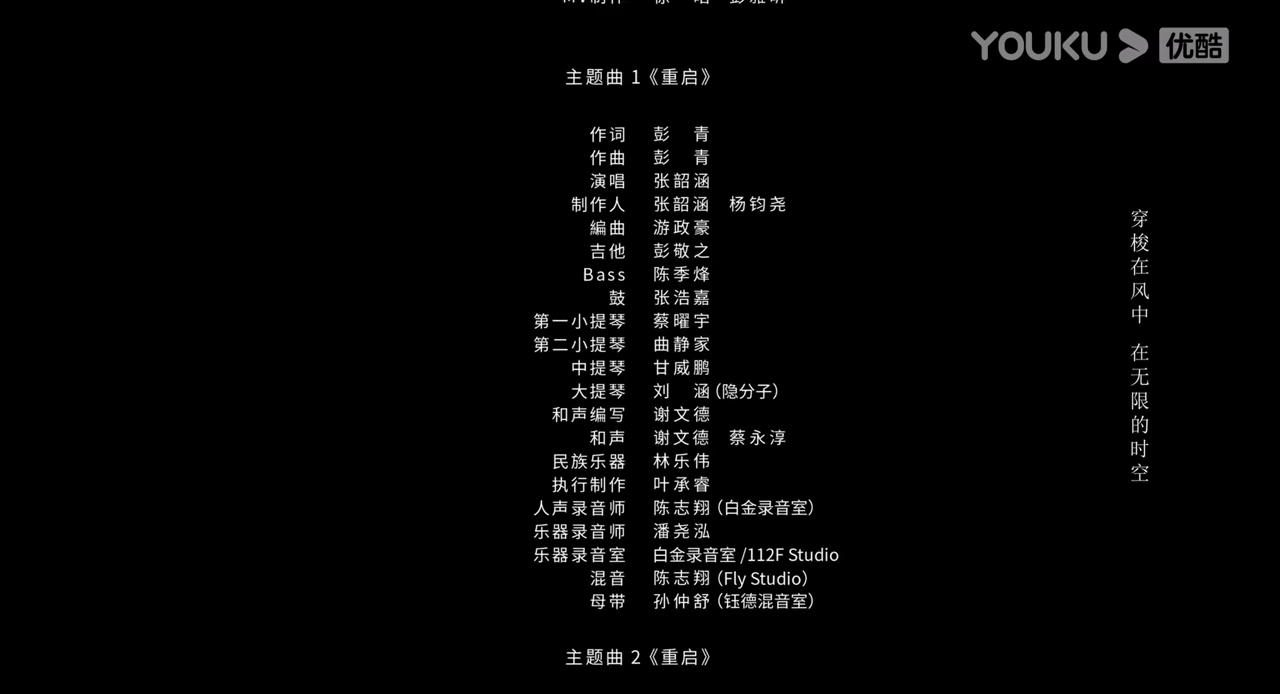 YOUKU 优酷
主题曲 1《重启》
作词 彭 青
作曲 彭 青
演唱 张韶涵
制作人 张韶涵 杨钧尧
編曲 游政豪
吉他 彭敬之
Bass 陈季烽
鼓 张浩嘉
第一小提琴 蔡曜宇
第二小提琴 曲静家
中提琴 甘威鹏
大提琴 刘 涵（隐分子）
和声编写 谢文德
和声 谢文德 蔡永淳
民族乐器 林乐伟
执行制作 叶承睿
人声录音师 陈志翔（白金录音室）
乐器录音师 潘尧泓
乐器录音室 白金录音室 /112F Studio
混音 陈志翔（Fly Studio）
母带 孙仲舒（钰德混音室）
主题曲 2《重启》
穿梭在风中 在无限的时空